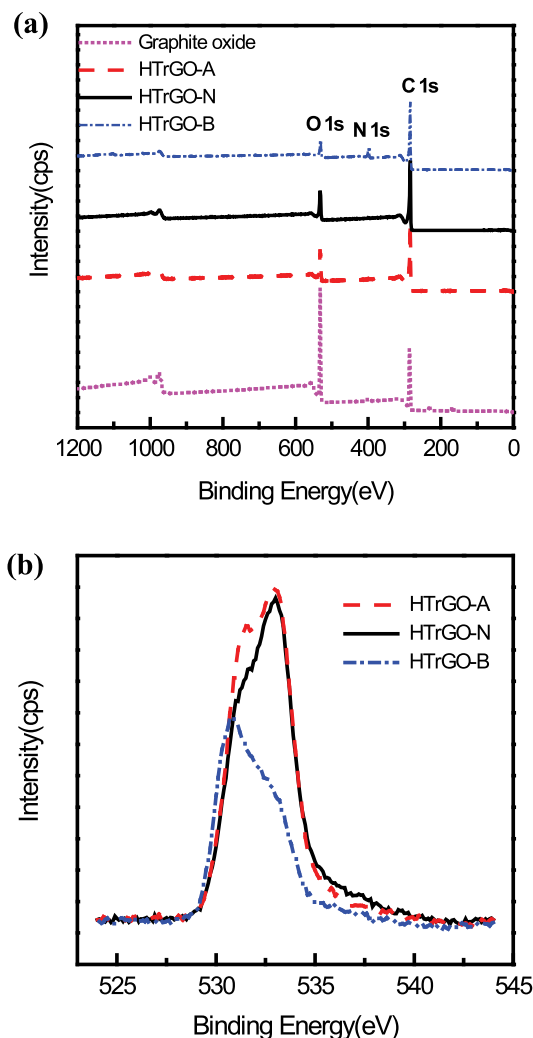 (a)
Graphite oxide
HTrGO-A
HTrGO-N
HTrGO-B
O 1s
N 1s
C 1s
Intensity(cps)
1200 1000 800 600 400 200 0
Binding Energy(eV)
(b)
HTrGO-A
HTrGO-N
HTrGO-B
Intensity(cps)
525 530 535 540 545
Binding Energy(eV)